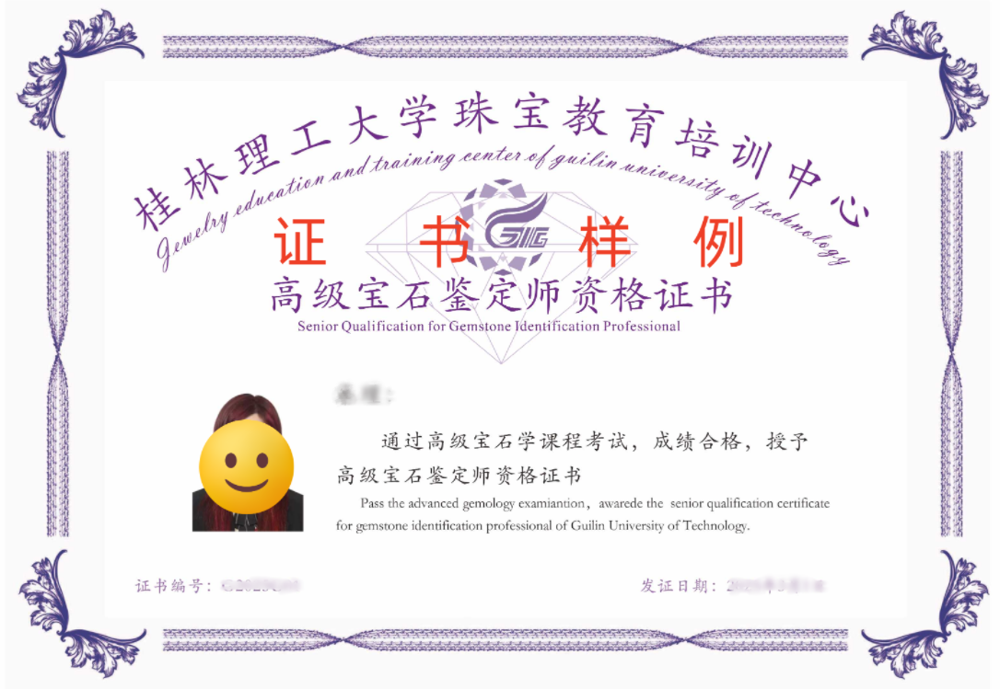 桂林理工大学珠宝教育培训中心
Jewelry education and training center of guilin university of technology
GIC
证书样例
高级宝石鉴定师资格证书
Senior Qualification for Gemstone Identification Professional
通过高级宝石学课程考试，成绩合格，授予
高级宝石鉴定师资格证书
Pass the advanced gemology examiantion，awarede the senior qualification certificate
for gemstone identification professional of Guilin University of Technology.
证书编号：
发证日期：